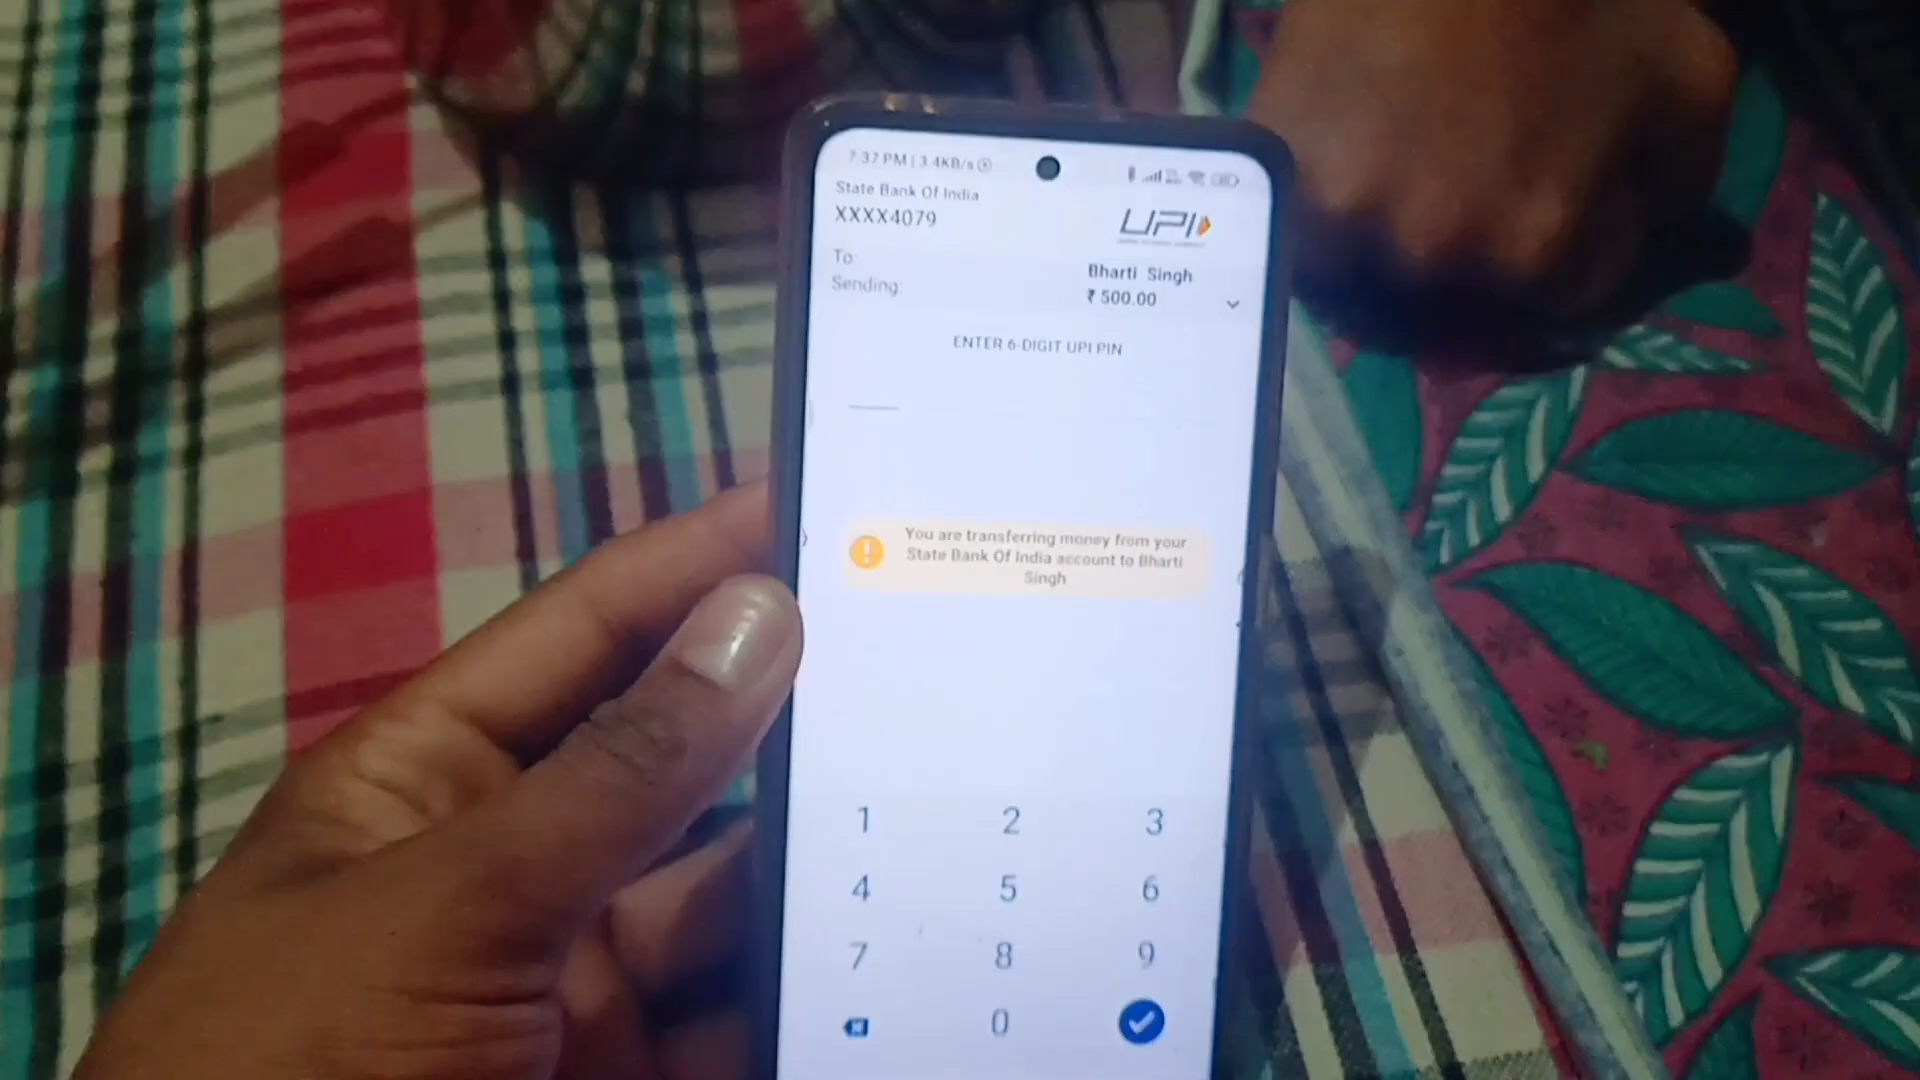 7:37 PM | 3.4KB/s
State Bank Of India
XXXX4079
UPI
To:
Bharti Singh
Sending:
₹ 500.00
ENTER 6-DIGIT UPI PIN
You are transferring money from your
State Bank Of India account to Bharti
Singh
1 2 3
4 5 6
7 8 9
0